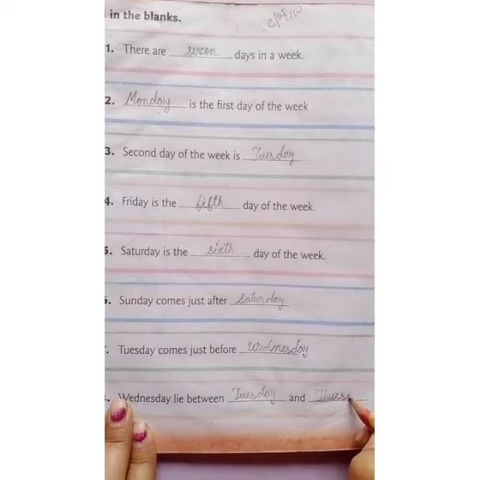 in the blanks.
1. There are seven days in a week.
2. Monday is the first day of the week
3. Second day of the week is Tuesday
4. Friday is the fifth day of the week.
5. Saturday is the sixth day of the week.
6. Sunday comes just after Saturday
Tuesday comes just before Wednesday
Wednesday lie between Tuesday and Thurs